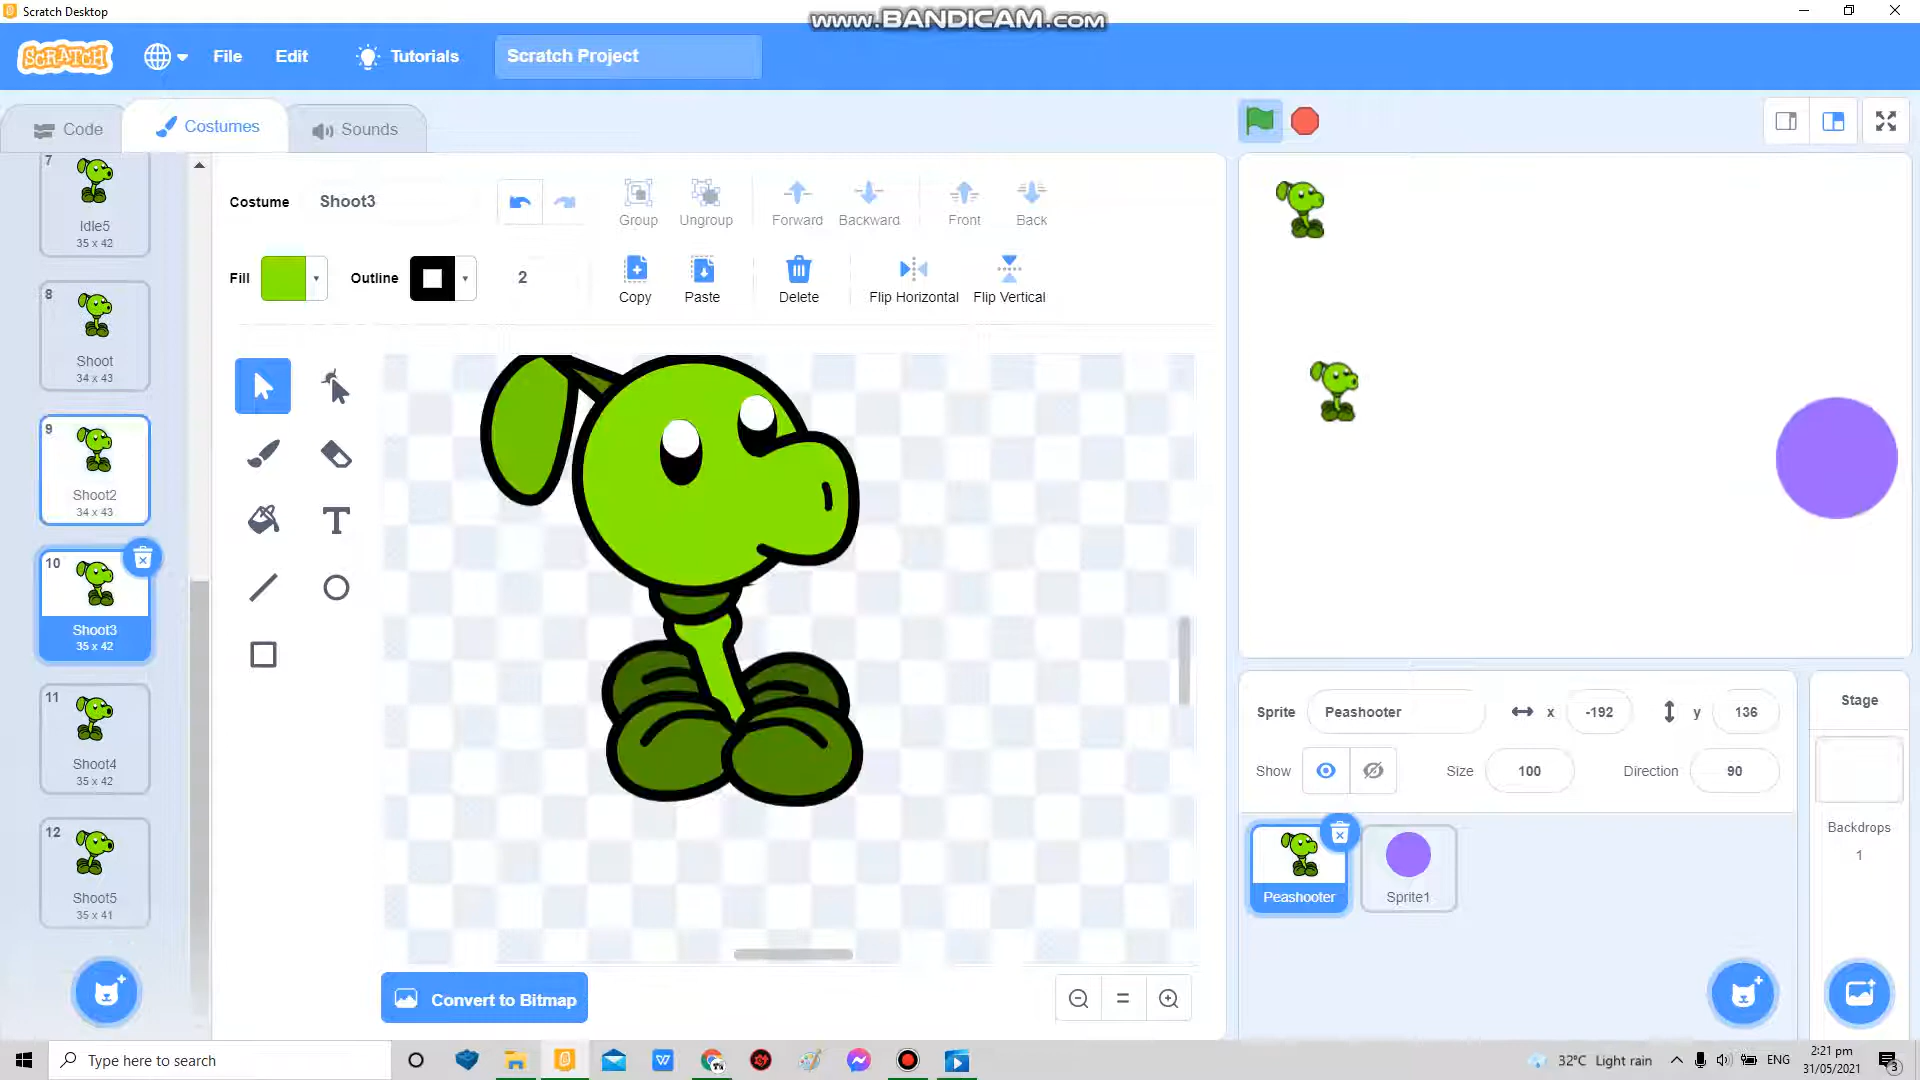 Scratch Desktop
www.BANDICAM.com
SCRATCH
File
Edit
Tutorials
Scratch Project
Code
Costumes
Sounds
7
Idle5
35 x 42
8
Shoot
34 x 43
9
Shoot2
34 x 43
10
Shoot3
35 x 42
11
Shoot4
35 x 42
12
Shoot5
35 x 41
Costume
Shoot3
Group
Ungroup
Forward
Backward
Front
Back
Fill
Outline
2
Copy
Paste
Delete
Flip Horizontal
Flip Vertical
T
Convert to Bitmap
Sprite
Peashooter
x
-192
y
136
Show
Size
100
Direction
90
Peashooter
Sprite1
Stage
Backdrops
1
Type here to search
32°C Light rain
ENG
2:21 pm
31/05/2021
3